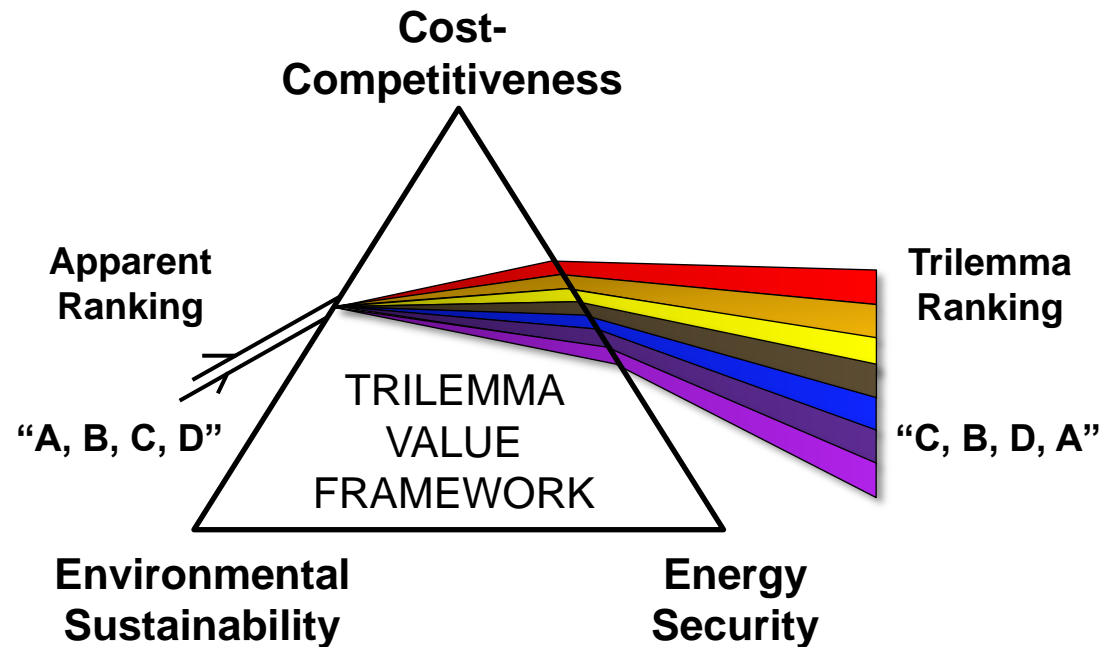 Cost-
Competitiveness
Apparent
Ranking
Trilemma
Ranking
TRILEMMA
VALUE
FRAMEWORK
“A, B, C, D”
“C, B, D, A”
Environmental
Sustainability
Energy
Security